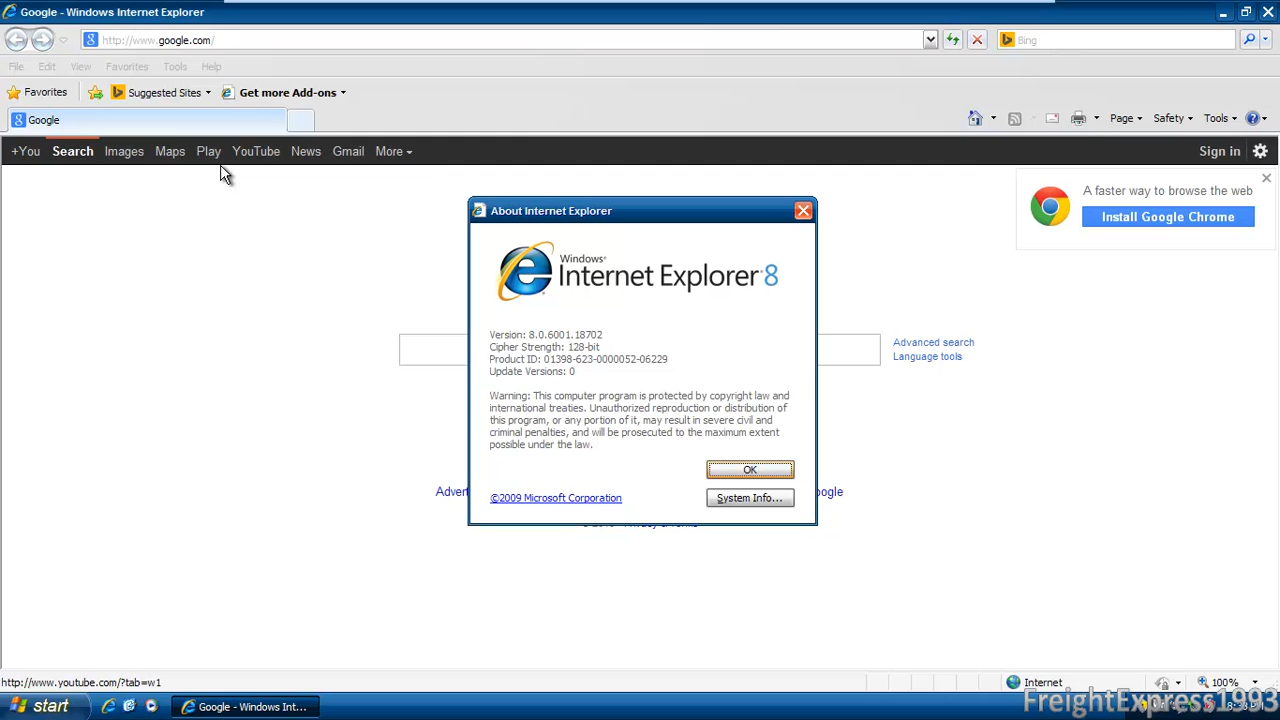 Google - Windows Internet Explorer
http://www.google.com/
Bing
File Edit View Favorites Tools Help
Favorites Suggested Sites Get more Add-ons
Google
Page Safety Tools
+You Search Images Maps Play YouTube News Gmail More
Sign in
A faster way to browse the web
Install Google Chrome
About Internet Explorer
Windows®
Internet Explorer 8
Advanced search
Language tools
Version: 8.0.6001.18702
Cipher Strength: 128-bit
Product ID: 01398-623-0000052-06229
Update Versions: 0
Warning: This computer program is protected by copyright law and
international treaties. Unauthorized reproduction or distribution of
this program, or any portion of it, may result in severe civil and
criminal penalties, and will be prosecuted to the maximum extent
possible under the law.
OK
©2009 Microsoft Corporation
System Info...
http://www.youtube.com/?tab=w1
Internet
100%
start
Google - Windows Int...
FreightExpress1993